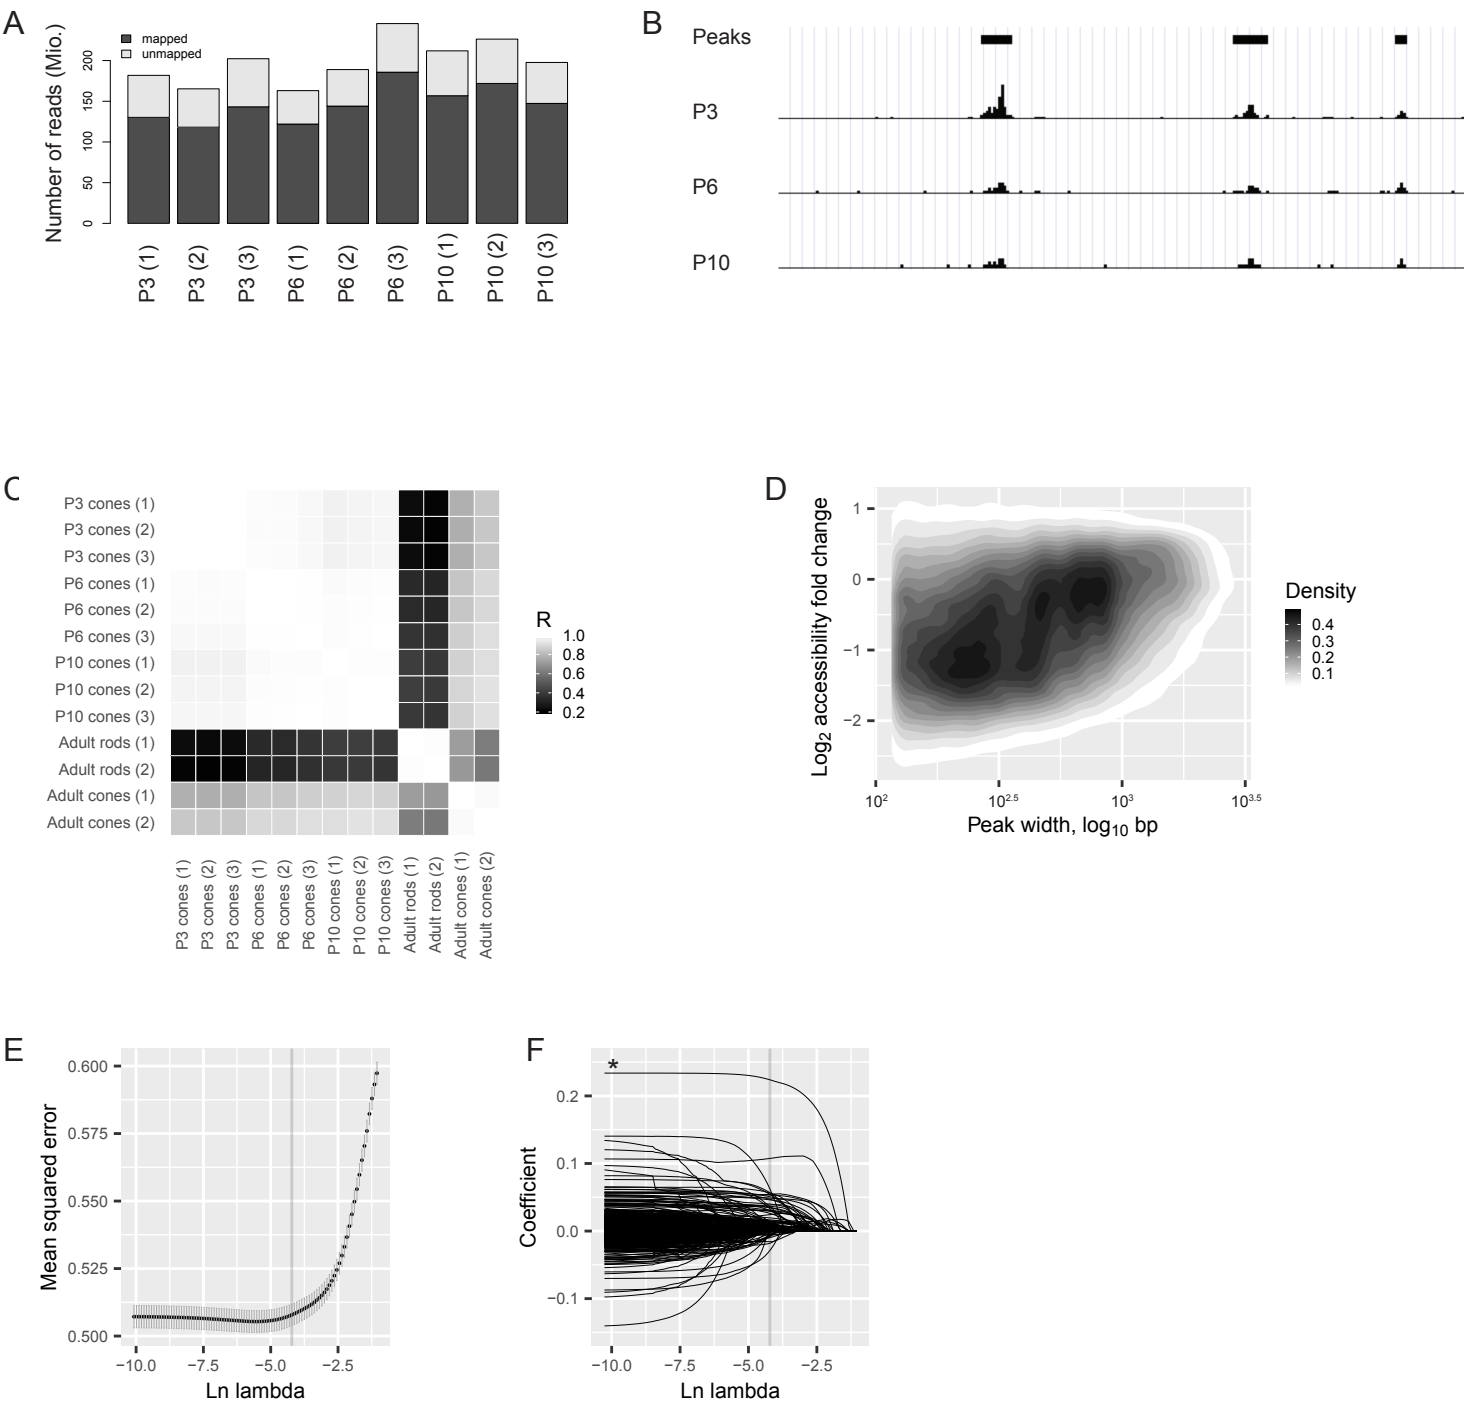 A
Number of reads (Mio.)
mapped
unmapped
0
50
100
150
200
P3 (1)
P3 (2)
P3 (3)
P6 (1)
P6 (2)
P6 (3)
P10 (1)
P10 (2)
P10 (3)
B
Peaks
P3
P6
P10
C
P3 cones (1)
P3 cones (2)
P3 cones (3)
P6 cones (1)
P6 cones (2)
P6 cones (3)
P10 cones (1)
P10 cones (2)
P10 cones (3)
Adult rods (1)
Adult rods (2)
Adult cones (1)
Adult cones (2)
P3 cones (1)
P3 cones (2)
P3 cones (3)
P6 cones (1)
P6 cones (2)
P6 cones (3)
P10 cones (1)
P10 cones (2)
P10 cones (3)
Adult rods (1)
Adult rods (2)
Adult cones (1)
Adult cones (2)
R
1.0
0.8
0.6
0.4
0.2
D
Log₂ accessibility fold change
1
0
−1
−2
10²
10²·⁵
10³
10³·⁵
Peak width, log₁₀ bp
Density
0.4
0.3
0.2
0.1
E
Mean squared error
0.600
0.575
0.550
0.525
0.500
−10.0
−7.5
−5.0
−2.5
Ln lambda
F
*
Coefficient
0.2
0.1
0.0
−0.1
−10.0
−7.5
−5.0
−2.5
Ln lambda